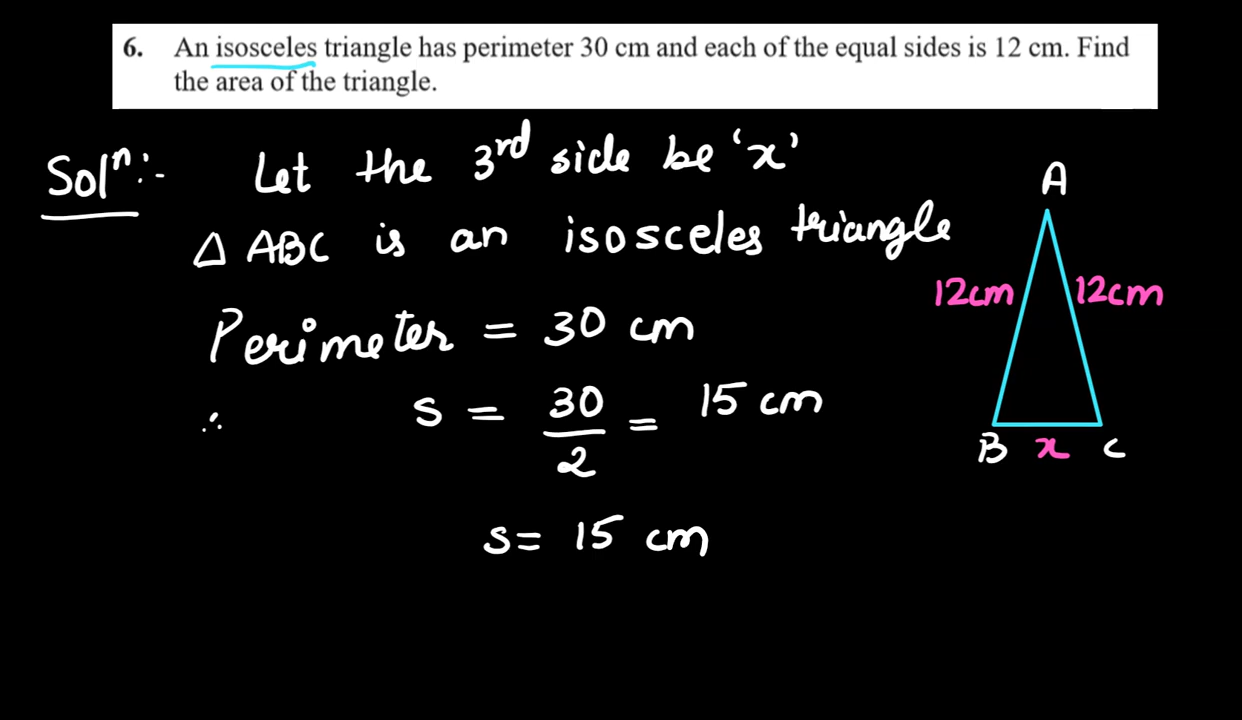 6. An isosceles triangle has perimeter 30 cm and each of the equal sides is 12 cm. Find
the area of the triangle.
Solⁿ:- Let the 3rd side be 'x'
△ ABC is an isosceles triangle
Perimeter = 30 cm
∴ s = 30/2 = 15 cm
s = 15 cm
A
12cm 12cm
B x C